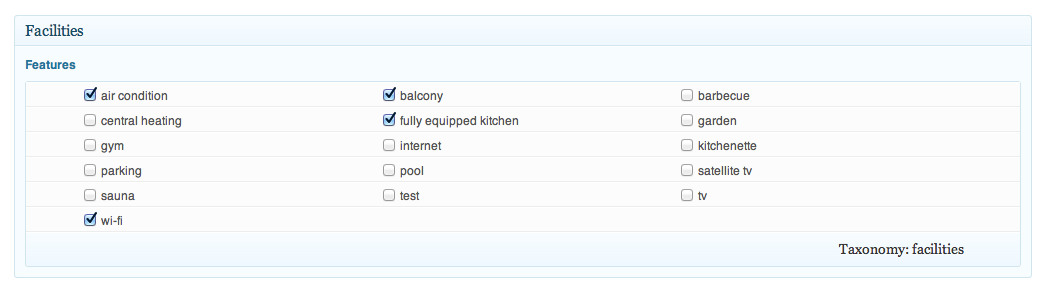 Facilities
Features
air condition balcony barbecue
central heating fully equipped kitchen garden
gym internet kitchenette
parking pool satellite tv
sauna test tv
wi-fi
Taxonomy: facilities